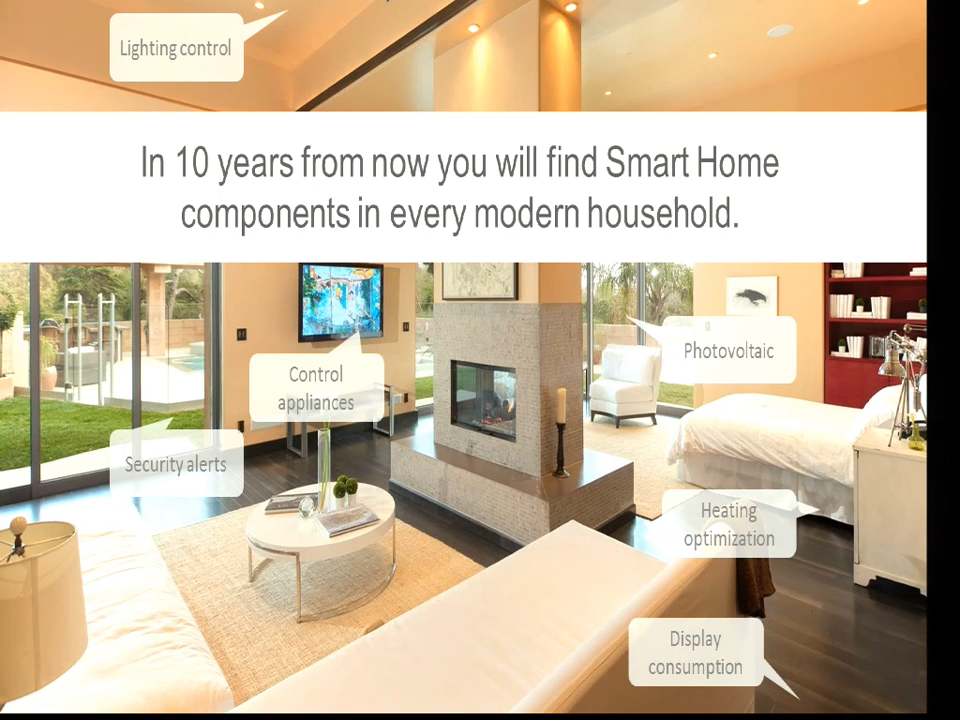 Lighting control
In 10 years from now you will find Smart Home
components in every modern household.
Photovoltaic
Control
appliances
Security alerts
Heating
optimization
Display
consumption